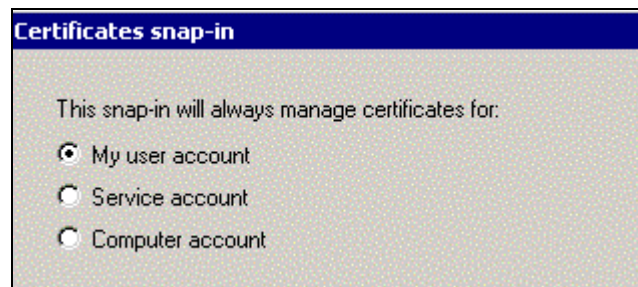 Certificates snap-in
This snap-in will always manage certificates for:
My user account
Service account
Computer account